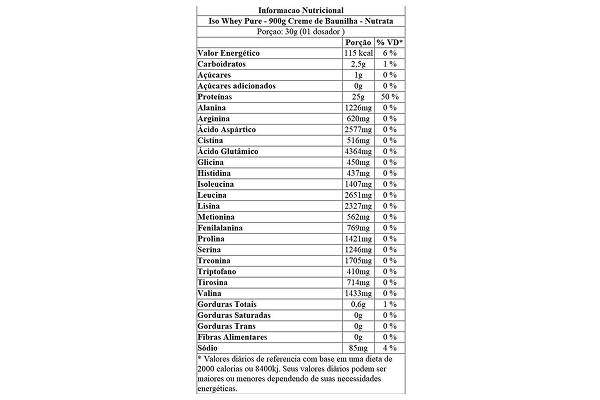 Informacao Nutricional
Iso Whey Pure - 900g Creme de Baunilha - Nutrata
Porçao: 30g (01 dosador )
Porção % VD*
Valor Energético 115 kcal 6 %
Carboidratos 2,5g 1 %
Açúcares 1g 0 %
Açúcares adicionados 0g 0 %
Proteínas 25g 50 %
Alanina 1226mg 0 %
Arginina 620mg 0 %
Ácido Aspártico 2577mg 0 %
Cistina 516mg 0 %
Ácido Glutâmico 4364mg 0 %
Glicina 450mg 0 %
Histidina 437mg 0 %
Isoleucina 1407mg 0 %
Leucina 2651mg 0 %
Lisina 2327mg 0 %
Metionina 562mg 0 %
Fenilalanina 769mg 0 %
Prolina 1421mg 0 %
Serina 1246mg 0 %
Treonina 1705mg 0 %
Triptofano 410mg 0 %
Tirosina 714mg 0 %
Valina 1433mg 0 %
Gorduras Totais 0,6g 1 %
Gorduras Saturadas 0g 0 %
Gorduras Trans 0g 0 %
Fibras Alimentares 0g 0 %
Sódio 85mg 4 %
* Valores diários de referencia com base em uma dieta de
2000 calorias ou 8400kj. Seus valores diários podem ser
maiores ou menores dependendo de suas necessidades
energéticas.